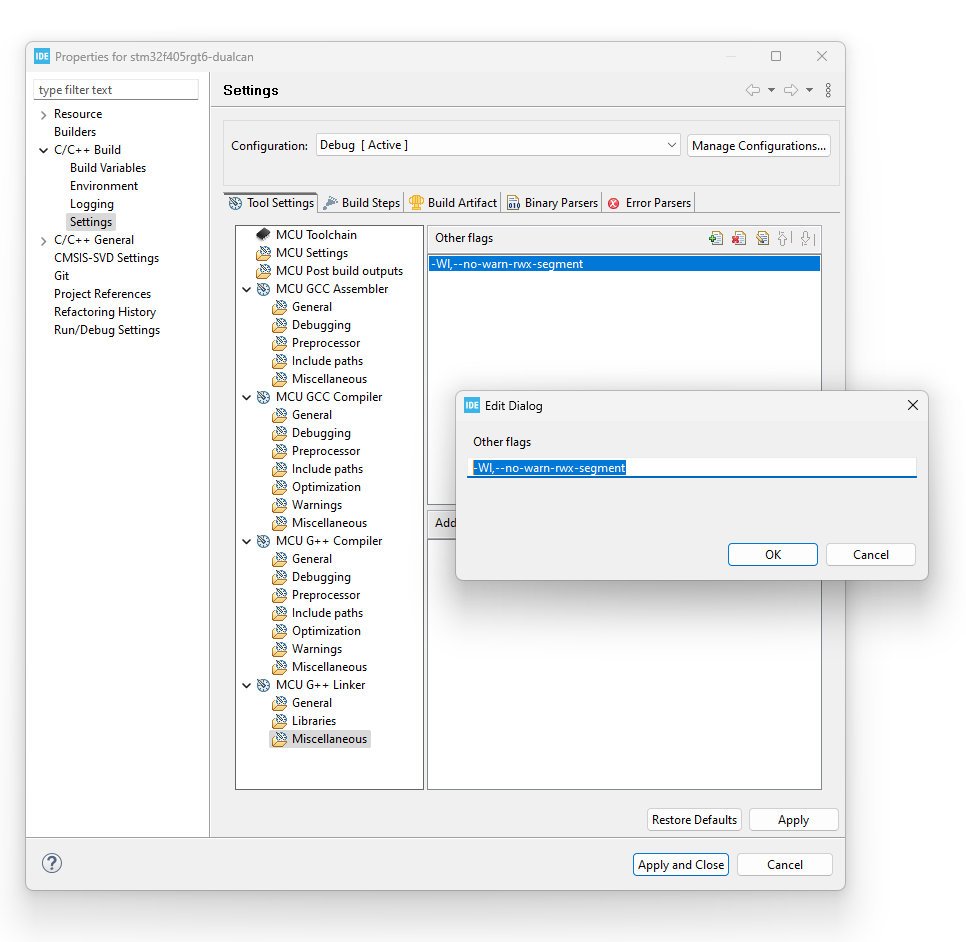 IDE Properties for stm32f405rgt6-dualcan
type filter text
Resource
Builders
C/C++ Build
Build Variables
Environment
Logging
Settings
C/C++ General
CMSIS-SVD Settings
Git
Project References
Refactoring History
Run/Debug Settings
Settings
Configuration: Debug [ Active ] Manage Configurations...
Tool Settings Build Steps Build Artifact Binary Parsers Error Parsers
MCU Toolchain
MCU Settings
MCU Post build outputs
MCU GCC Assembler
General
Debugging
Preprocessor
Include paths
Miscellaneous
MCU GCC Compiler
General
Debugging
Preprocessor
Include paths
Optimization
Warnings
Miscellaneous
MCU G++ Compiler
General
Debugging
Preprocessor
Include paths
Optimization
Warnings
Miscellaneous
MCU G++ Linker
General
Libraries
Miscellaneous
Other flags
-Wl,--no-warn-rwx-segment
Add
IDE Edit Dialog
Other flags
-Wl,--no-warn-rwx-segment
OK Cancel
Restore Defaults Apply
? Apply and Close Cancel